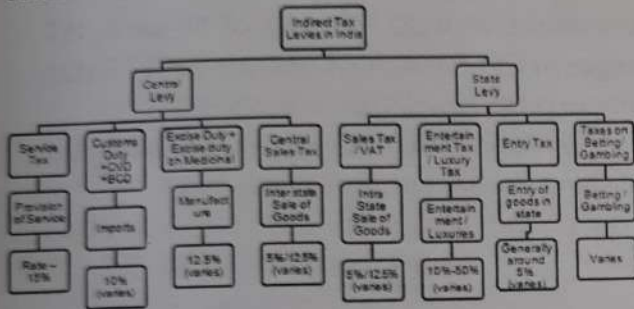 Indirect Tax
Levies in India
Central
Levy
State
Levy
Service
Tax
Customs
Duty
+CVD
+BCD
Excise Duty +
Excise duty
on Medicinal
Central
Sales Tax
Sales Tax
/ VAT
Entertain
ment Tax
/ Luxury
Tax
Entry Tax
Taxes on
Betting/
Gambling
Provision
of Service
Imports
Manufact
ure
Inter state
Sale of
Goods
Intra
State
Sale of
Goods
Entertain
ment /
Luxuries
Entry of
goods in
state
Betting /
Gambling
Rate –
15%
10%
(varies)
12.5%
(varies)
5%/12.5%
(varies)
5%/12.5%
(varies)
10%-50%
(varies)
Generally
around
5%
(varies)
Varies